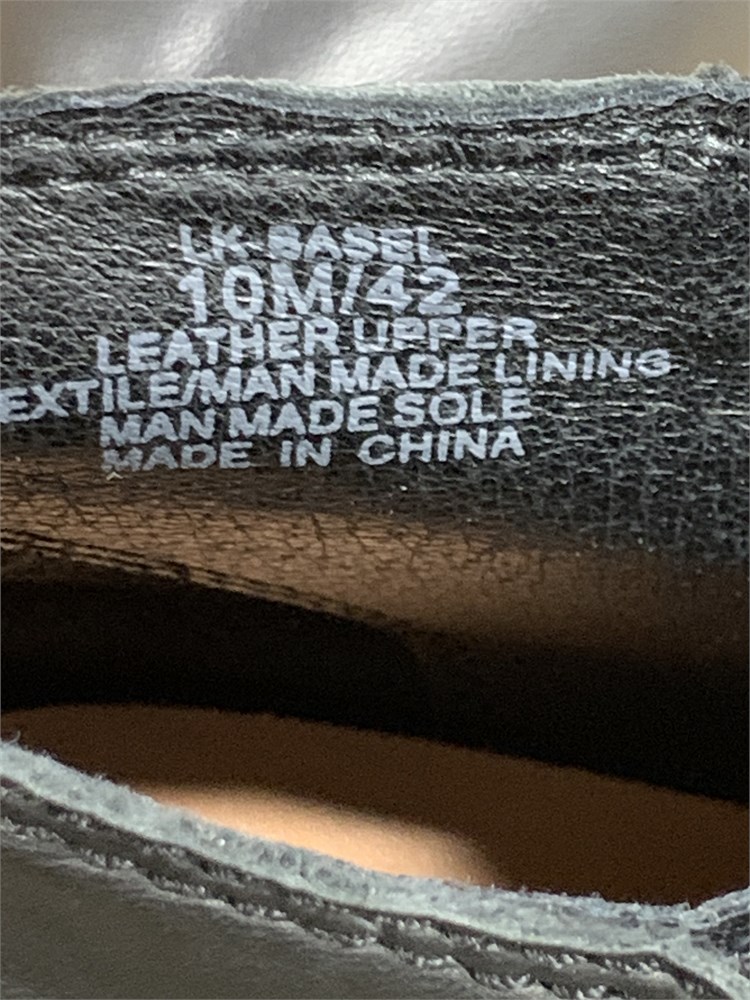 LK-BASEL
10M/42
LEATHER UPPER
EXTILE/MAN MADE LINING
MAN MADE SOLE
MADE IN CHINA